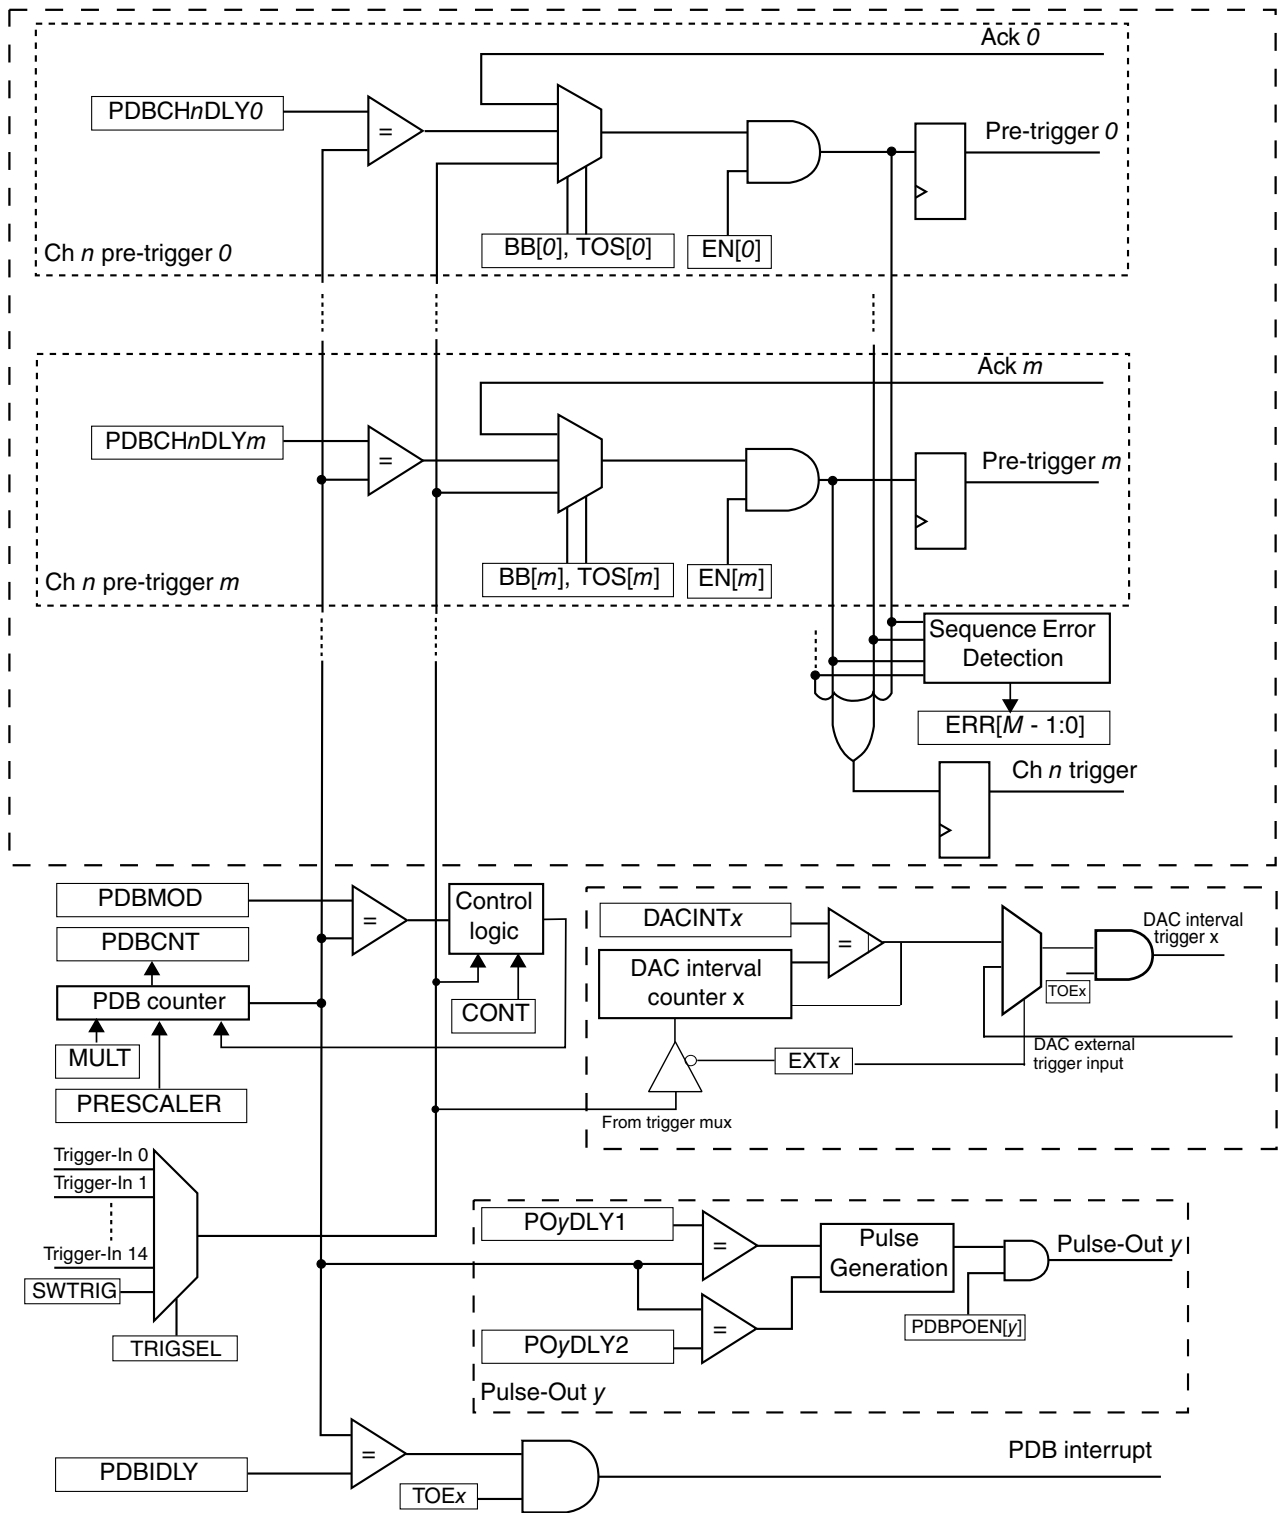 Ack 0
PDBCHnDLY0
=
Pre-trigger 0
BB[0], TOS[0]
EN[0]
Ch n pre-trigger 0
Ack m
PDBCHnDLYm
=
Pre-trigger m
BB[m], TOS[m]
EN[m]
Ch n pre-trigger m
Sequence Error
Detection
ERR[M - 1:0]
Ch n trigger
PDBMOD
=
Control
logic
PDBCNT
PDB counter
CONT
MULT
PRESCALER
DACINTx
=
DAC interval
counter x
DAC interval
trigger x
TOEx
EXTx
DAC external
trigger input
From trigger mux
Trigger-In 0
Trigger-In 1
Trigger-In 14
SWTRIG
TRIGSEL
POyDLY1
=
Pulse
Generation
Pulse-Out y
POyDLY2
=
PDBPOEN[y]
Pulse-Out y
PDBIDLY
=
TOEx
PDB interrupt